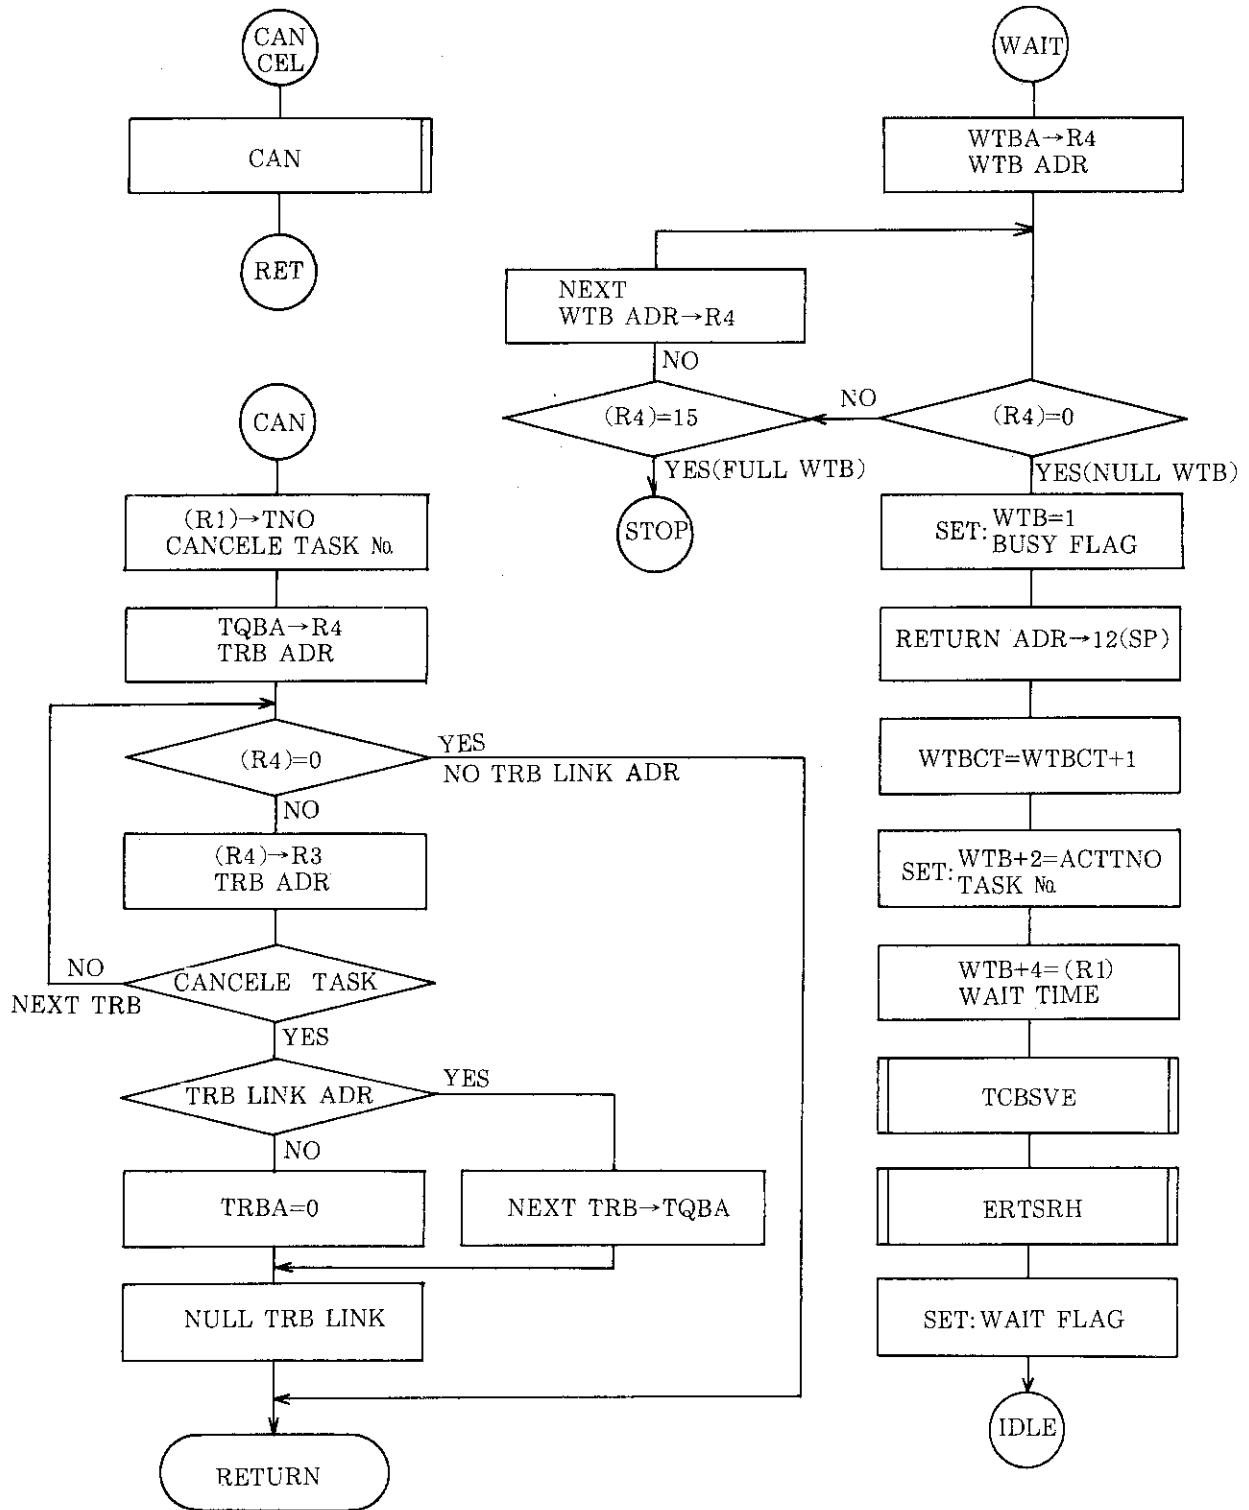 CAN
CEL
CAN
RET
CAN
(R1)→TNO
CANCELE TASK No.
TQBA→R4
TRB ADR
(R4)=0
YES
NO TRB LINK ADR
NO
(R4)→R3
TRB ADR
CANCELE TASK
NO
NEXT TRB
YES
TRB LINK ADR
YES
NO
TRBA=0
NEXT TRB→TQBA
NULL TRB LINK
RETURN
WAIT
WTBA→R4
WTB ADR
NEXT
WTB ADR→R4
NO
(R4)=15
NO
(R4)=0
YES(FULL WTB)
STOP
YES(NULL WTB)
SET: WTB=1
BUSY FLAG
RETURN ADR→12(SP)
WTBCT=WTBCT+1
SET: WTB+2=ACTTNO
TASK No.
WTB+4=(R1)
WAIT TIME
TCBSVE
ERTSRH
SET: WAIT FLAG
IDLE